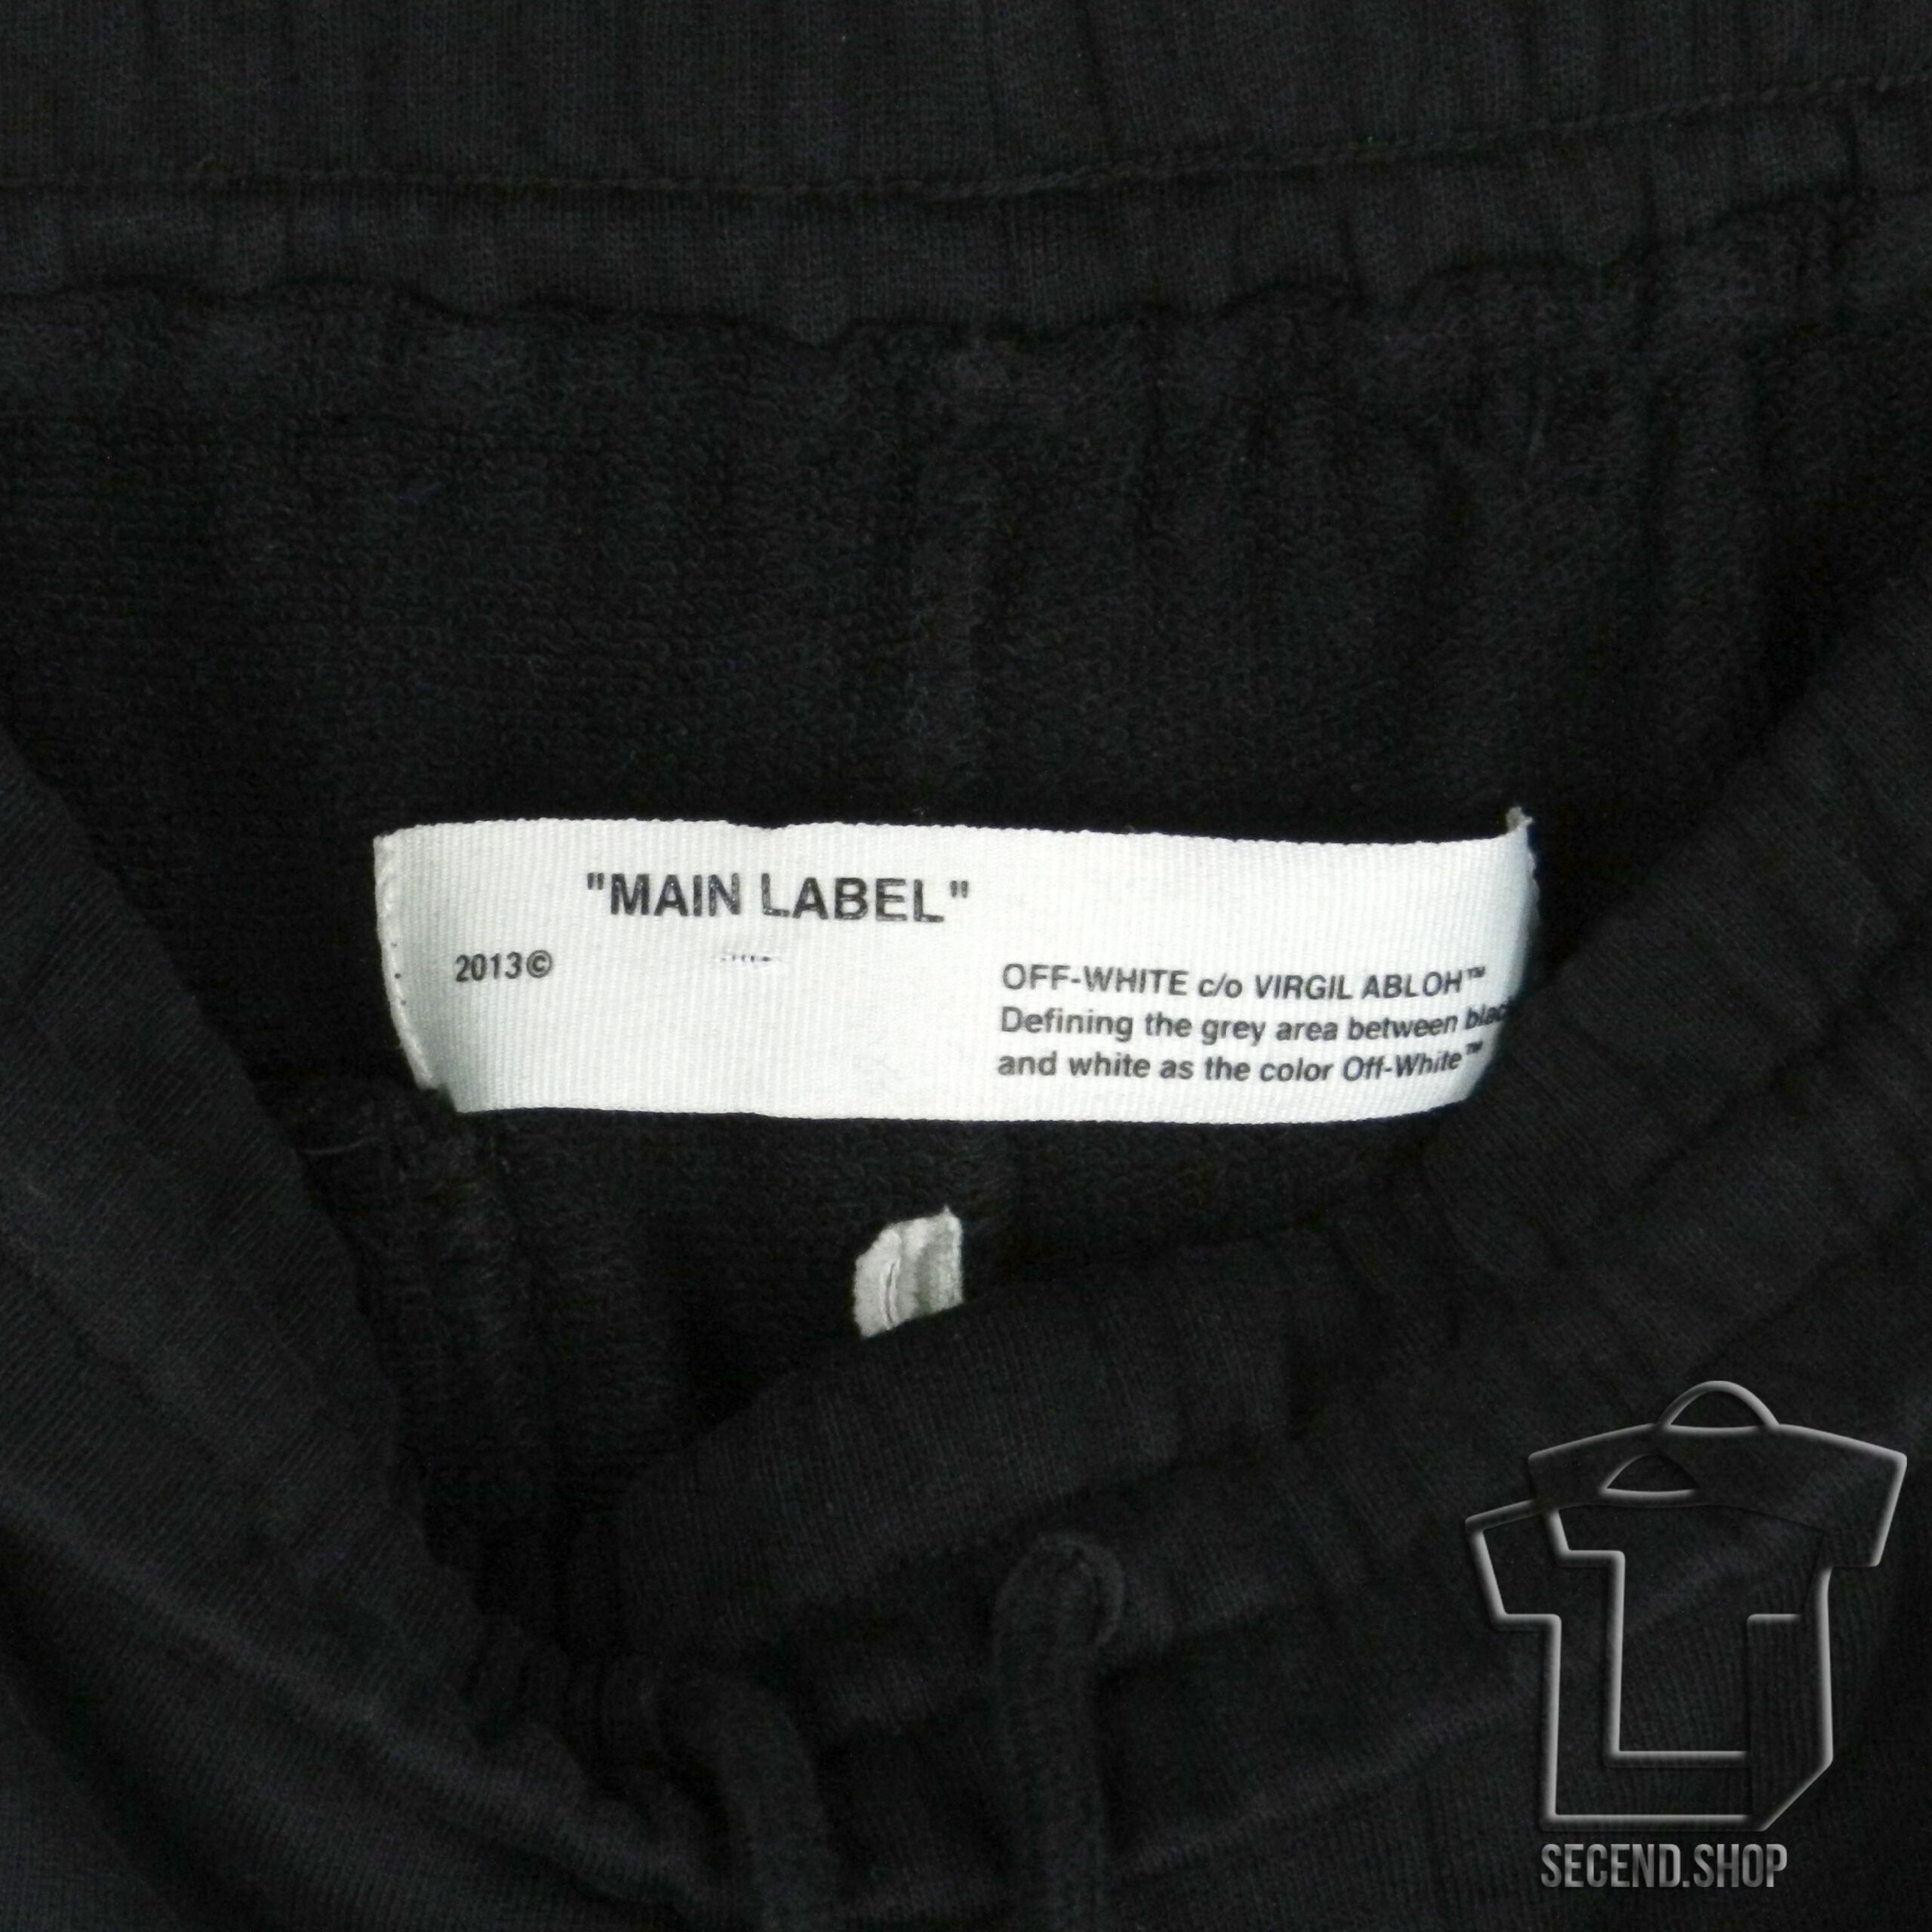 "MAIN LABEL"
2013©
OFF-WHITE c/o VIRGIL ABLOH™
Defining the grey area between
and white as the color Off-White™
SECEND.SHOP